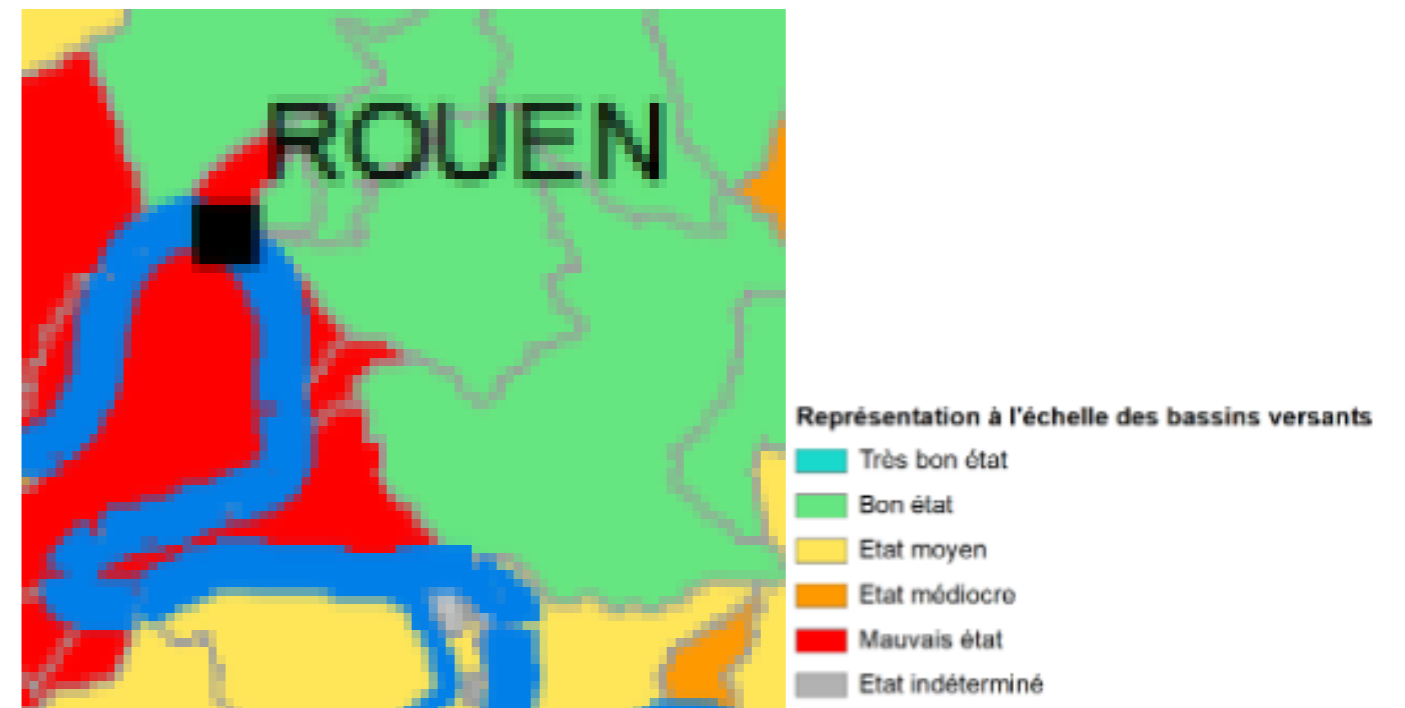 ROUEN
Représentation à l'échelle des bassins versants
Très bon état
Bon état
Etat moyen
Etat médiocre
Mauvais état
Etat indéterminé